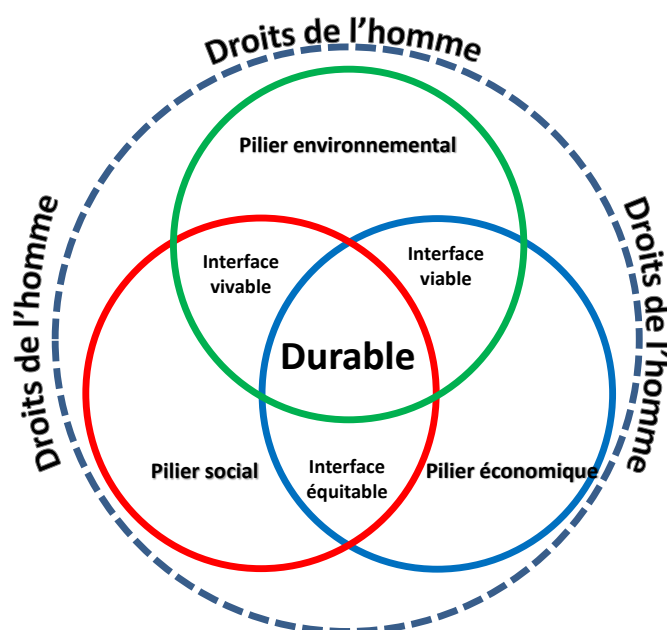 Droits de l'homme
Pilier environnemental
Droits de l'homme
Droits de l'homme
Interface
vivable
Interface
viable
Durable
Pilier social
Interface
équitable
Pilier économique